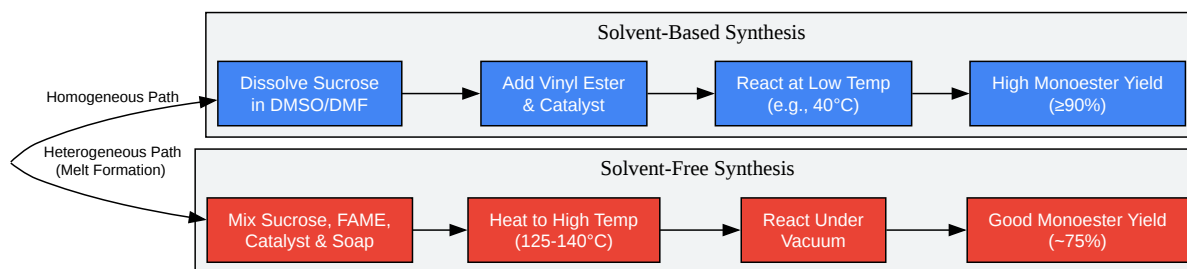 Solvent-Based Synthesis
Dissolve Sucrose
in DMSO/DMF
Add Vinyl Ester
& Catalyst
React at Low Temp
(e.g., 40°C)
High Monoester Yield
(≥90%)
Homogeneous Path
Heterogeneous Path
(Melt Formation)
Solvent-Free Synthesis
Mix Sucrose, FAME,
Catalyst & Soap
Heat to High Temp
(125-140°C)
React Under
Vacuum
Good Monoester Yield
(~75%)